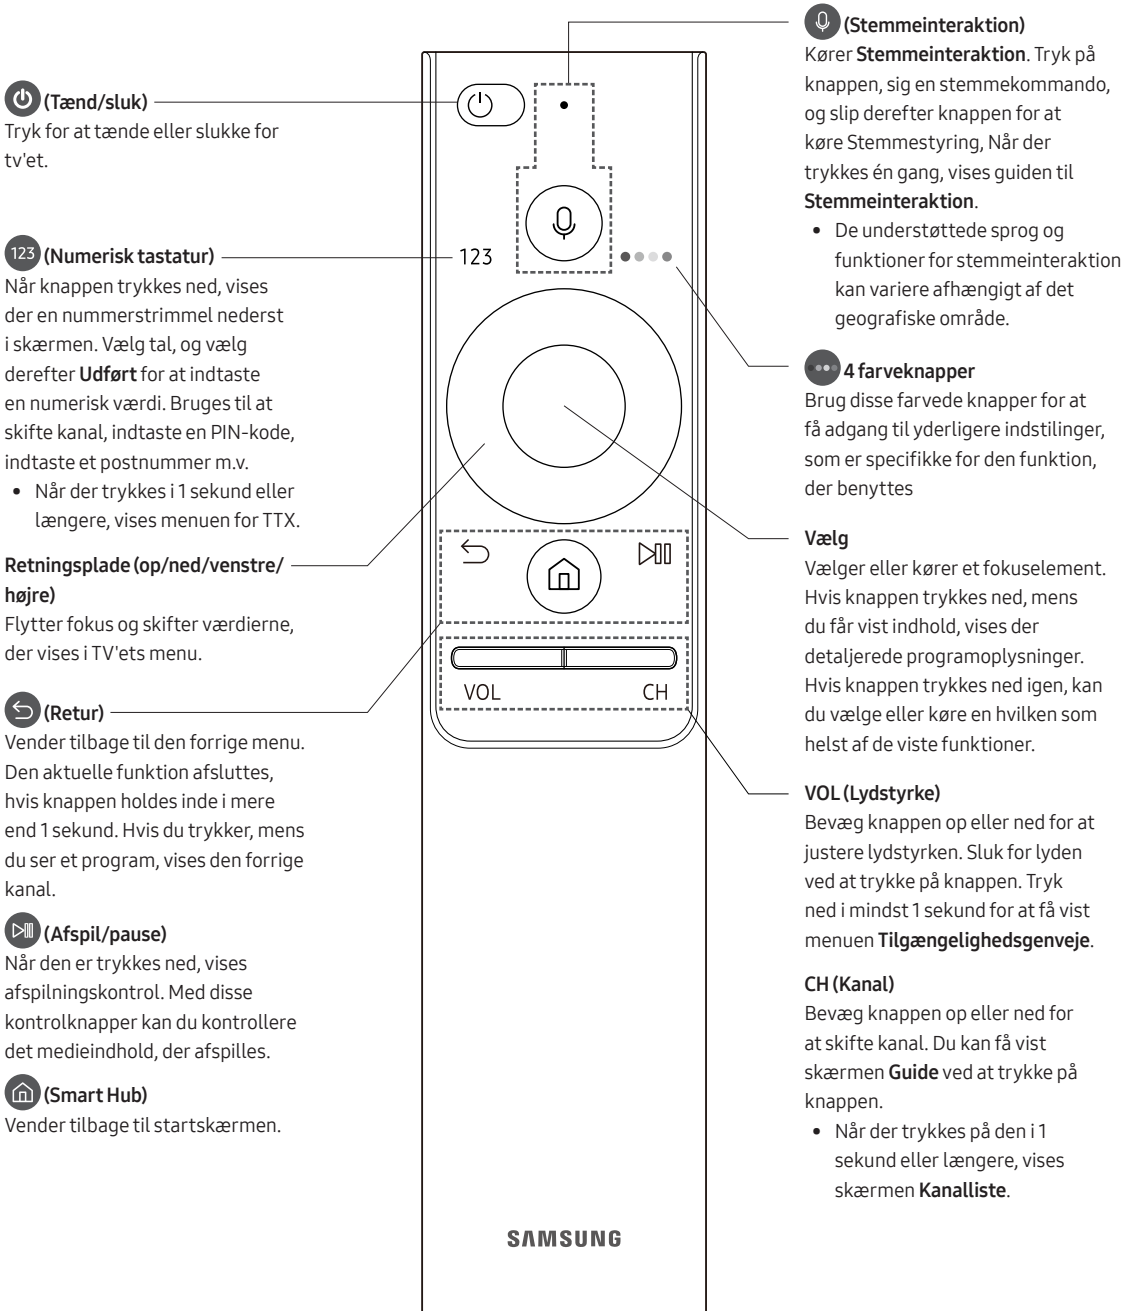 (Tænd/sluk)
Tryk for at tænde eller slukke for
tv'et.
123 (Numerisk tastatur)
Når knappen trykkes ned, vises
der en nummerstrimmel nederst
i skærmen. Vælg tal, og vælg
derefter Udført for at indtaste
en numerisk værdi. Bruges til at
skifte kanal, indtaste en PIN-kode,
indtaste et postnummer m.v.
• Når der trykkes i 1 sekund eller
længere, vises menuen for TTX.
Retningsplade (op/ned/venstre/
højre)
Flytter fokus og skifter værdierne,
der vises i TV'ets menu.
(Retur)
Vender tilbage til den forrige menu.
Den aktuelle funktion afsluttes,
hvis knappen holdes inde i mere
end 1 sekund. Hvis du trykker, mens
du ser et program, vises den forrige
kanal.
(Afspil/pause)
Når den er trykkes ned, vises
afspilningskontrol. Med disse
kontrolknapper kan du kontrollere
det medieindhold, der afspilles.
(Smart Hub)
Vender tilbage til startskærmen.
123
VOL
CH
SAMSUNG
(Stemmeinteraktion)
Kører Stemmeinteraktion. Tryk på
knappen, sig en stemmekommando,
og slip derefter knappen for at
køre Stemmestyring, Når der
trykkes én gang, vises guiden til
Stemmeinteraktion.
• De understøttede sprog og
funktioner for stemmeinteraktion
kan variere afhængigt af det
geografiske område.
4 farveknapper
Brug disse farvede knapper for at
få adgang til yderligere indstilinger,
som er specifikke for den funktion,
der benyttes
Vælg
Vælger eller kører et fokuselement.
Hvis knappen trykkes ned, mens
du får vist indhold, vises der
detaljerede programoplysninger.
Hvis knappen trykkes ned igen, kan
du vælge eller køre en hvilken som
helst af de viste funktioner.
VOL (Lydstyrke)
Bevæg knappen op eller ned for at
justere lydstyrken. Sluk for lyden
ved at trykke på knappen. Tryk
ned i mindst 1 sekund for at få vist
menuen Tilgængelighedsgenveje.
CH (Kanal)
Bevæg knappen op eller ned for
at skifte kanal. Du kan få vist
skærmen Guide ved at trykke på
knappen.
• Når der trykkes på den i 1
sekund eller længere, vises
skærmen Kanalliste.